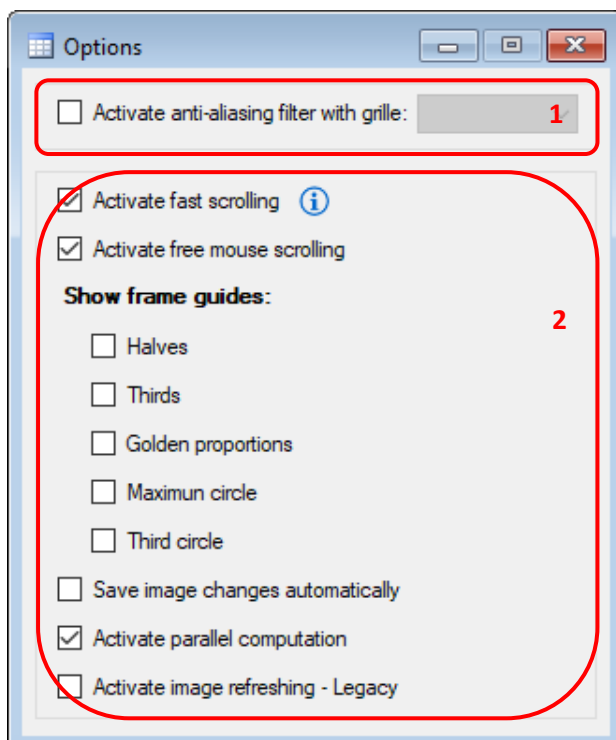 Options
Activate anti-aliasing filter with grille: 1
Activate fast scrolling
Activate free mouse scrolling
Show frame guides:
2
Halves
Thirds
Golden proportions
Maximun circle
Third circle
Save image changes automatically
Activate parallel computation
Activate image refreshing - Legacy